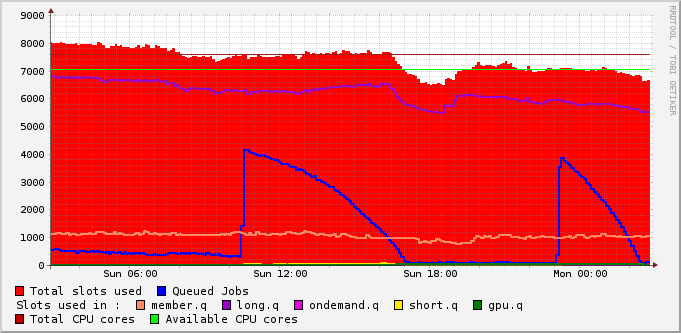 RRDTOOL / TOBI OETIKER
9000
8000
7000
6000
5000
4000
3000
2000
1000
0
Sun 06:00 Sun 12:00 Sun 18:00 Mon 00:00
Total slots used Queued Jobs
Slots used in : member.q long.q ondemand.q short.q gpu.q
Total CPU cores Available CPU cores